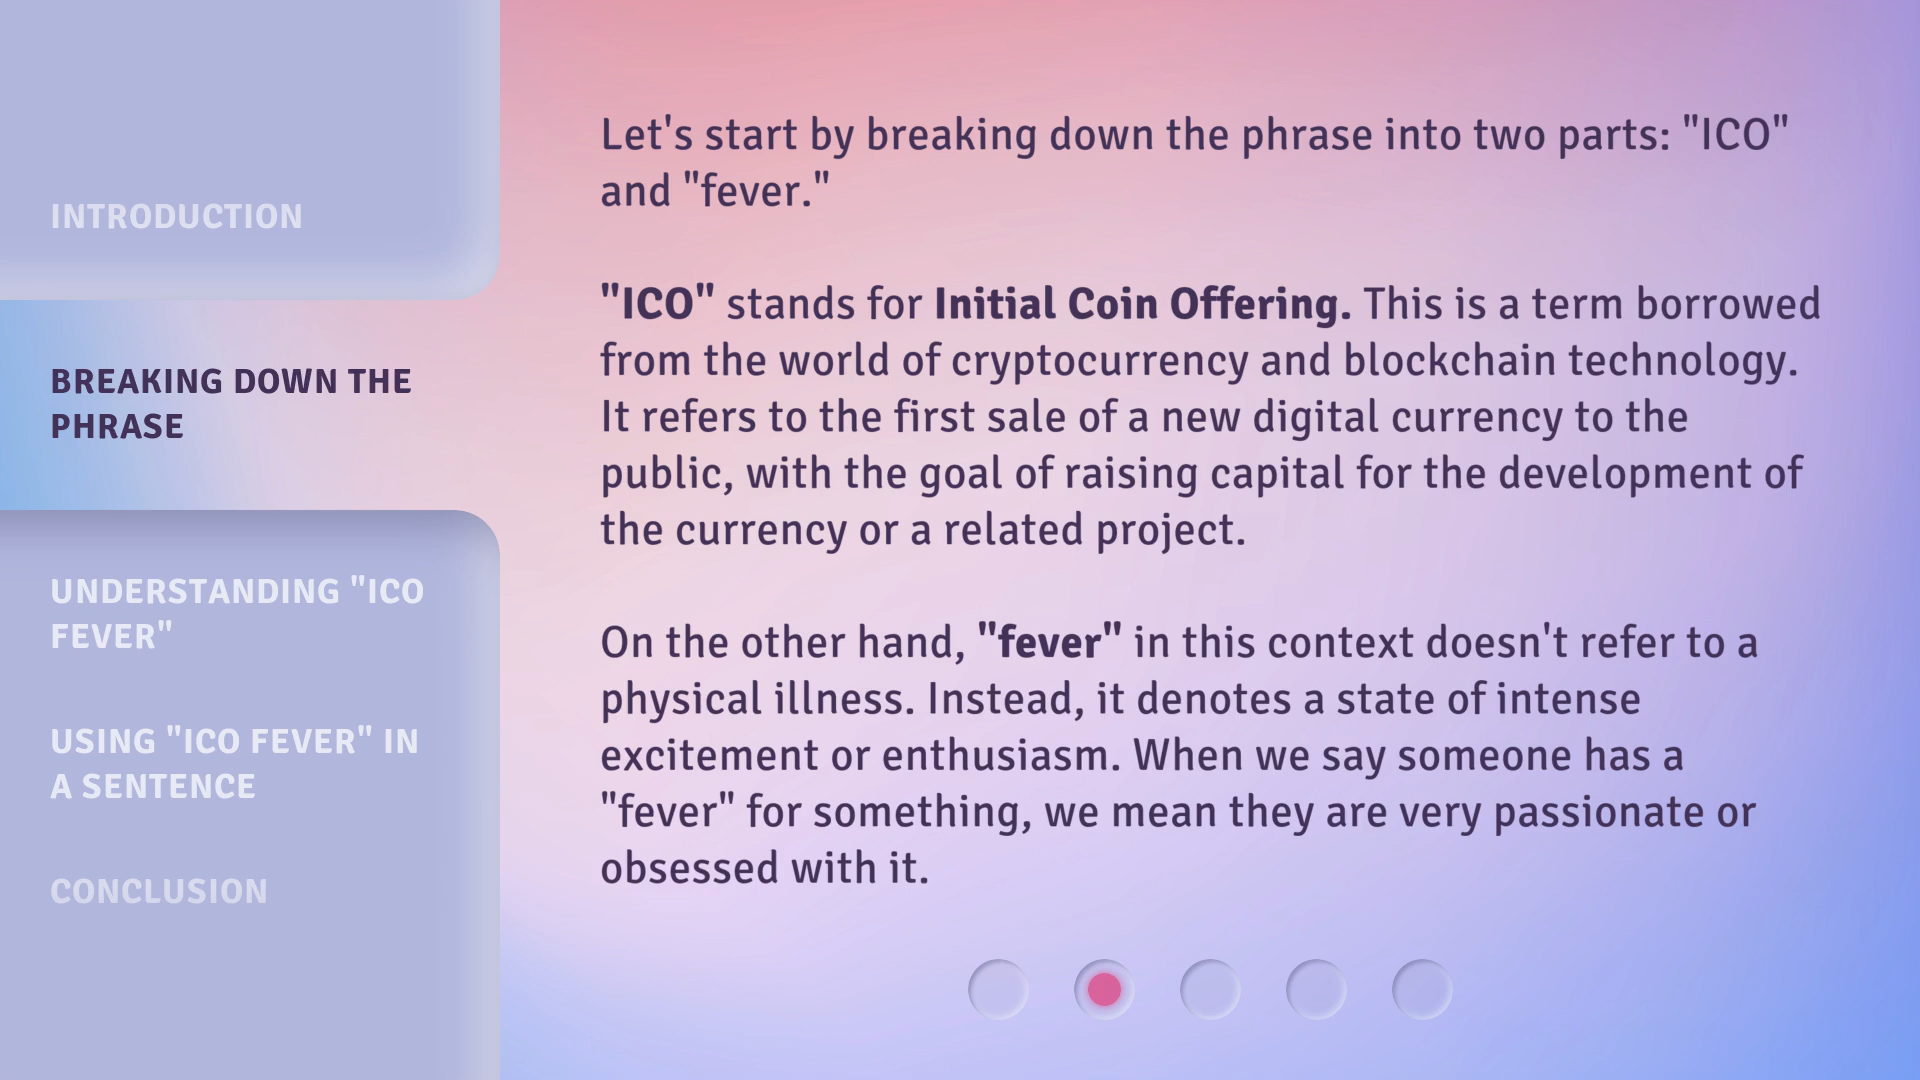 INTRODUCTION
BREAKING DOWN THE
PHRASE
UNDERSTANDING "ICO
FEVER"
USING "ICO FEVER" IN
A SENTENCE
CONCLUSION
Let's start by breaking down the phrase into two parts: "ICO"
and "fever."
"ICO" stands for Initial Coin Offering. This is a term borrowed
from the world of cryptocurrency and blockchain technology.
It refers to the first sale of a new digital currency to the
public, with the goal of raising capital for the development of
the currency or a related project.
On the other hand, "fever" in this context doesn't refer to a
physical illness. Instead, it denotes a state of intense
excitement or enthusiasm. When we say someone has a
"fever" for something, we mean they are very passionate or
obsessed with it.